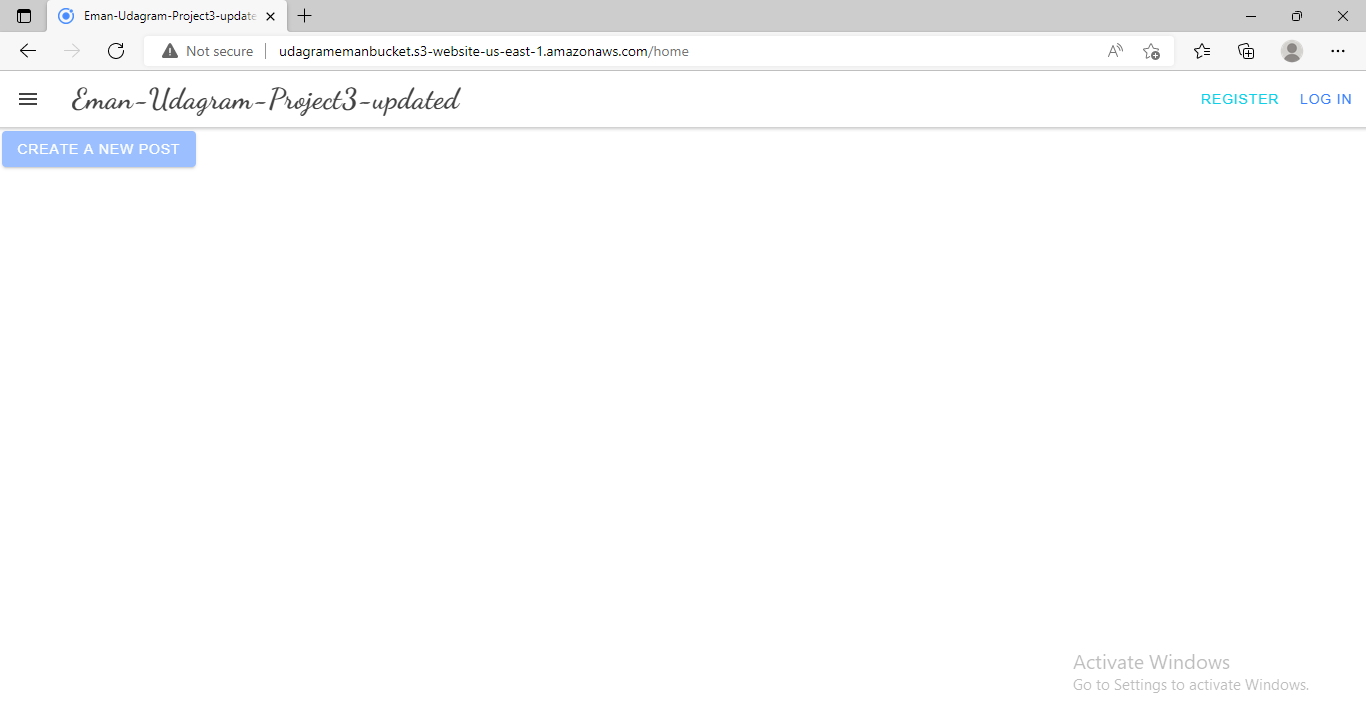 Eman-Udagram-Project3-update
Not secure
udagramemanbucket.s3-website-us-east-1.amazonaws.com/home
Eman-Udagram-Project3-updated
REGISTER
LOG IN
CREATE A NEW POST
Activate Windows
Go to Settings to activate Windows.